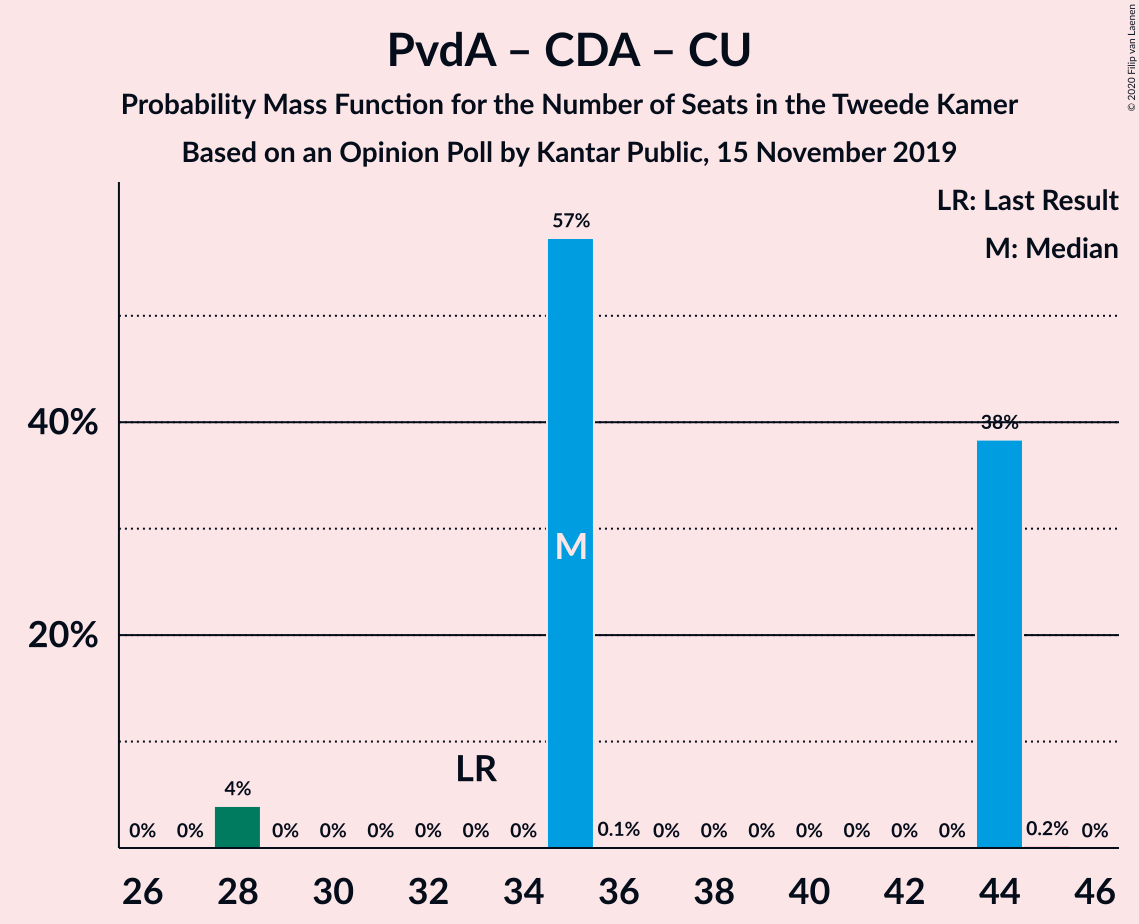 PvdA – CDA – CU
Probability Mass Function for the Number of Seats in the Tweede Kamer
Based on an Opinion Poll by Kantar Public, 15 November 2019
© 2020 Filip van Laenen
LR: Last Result
M: Median
57%
40%
38%
M
20%
LR
4%
0% 0% 0% 0% 0% 0% 0% 0% 0.1% 0% 0% 0% 0% 0% 0% 0% 0.2% 0%
26 28 30 32 34 36 38 40 42 44 46